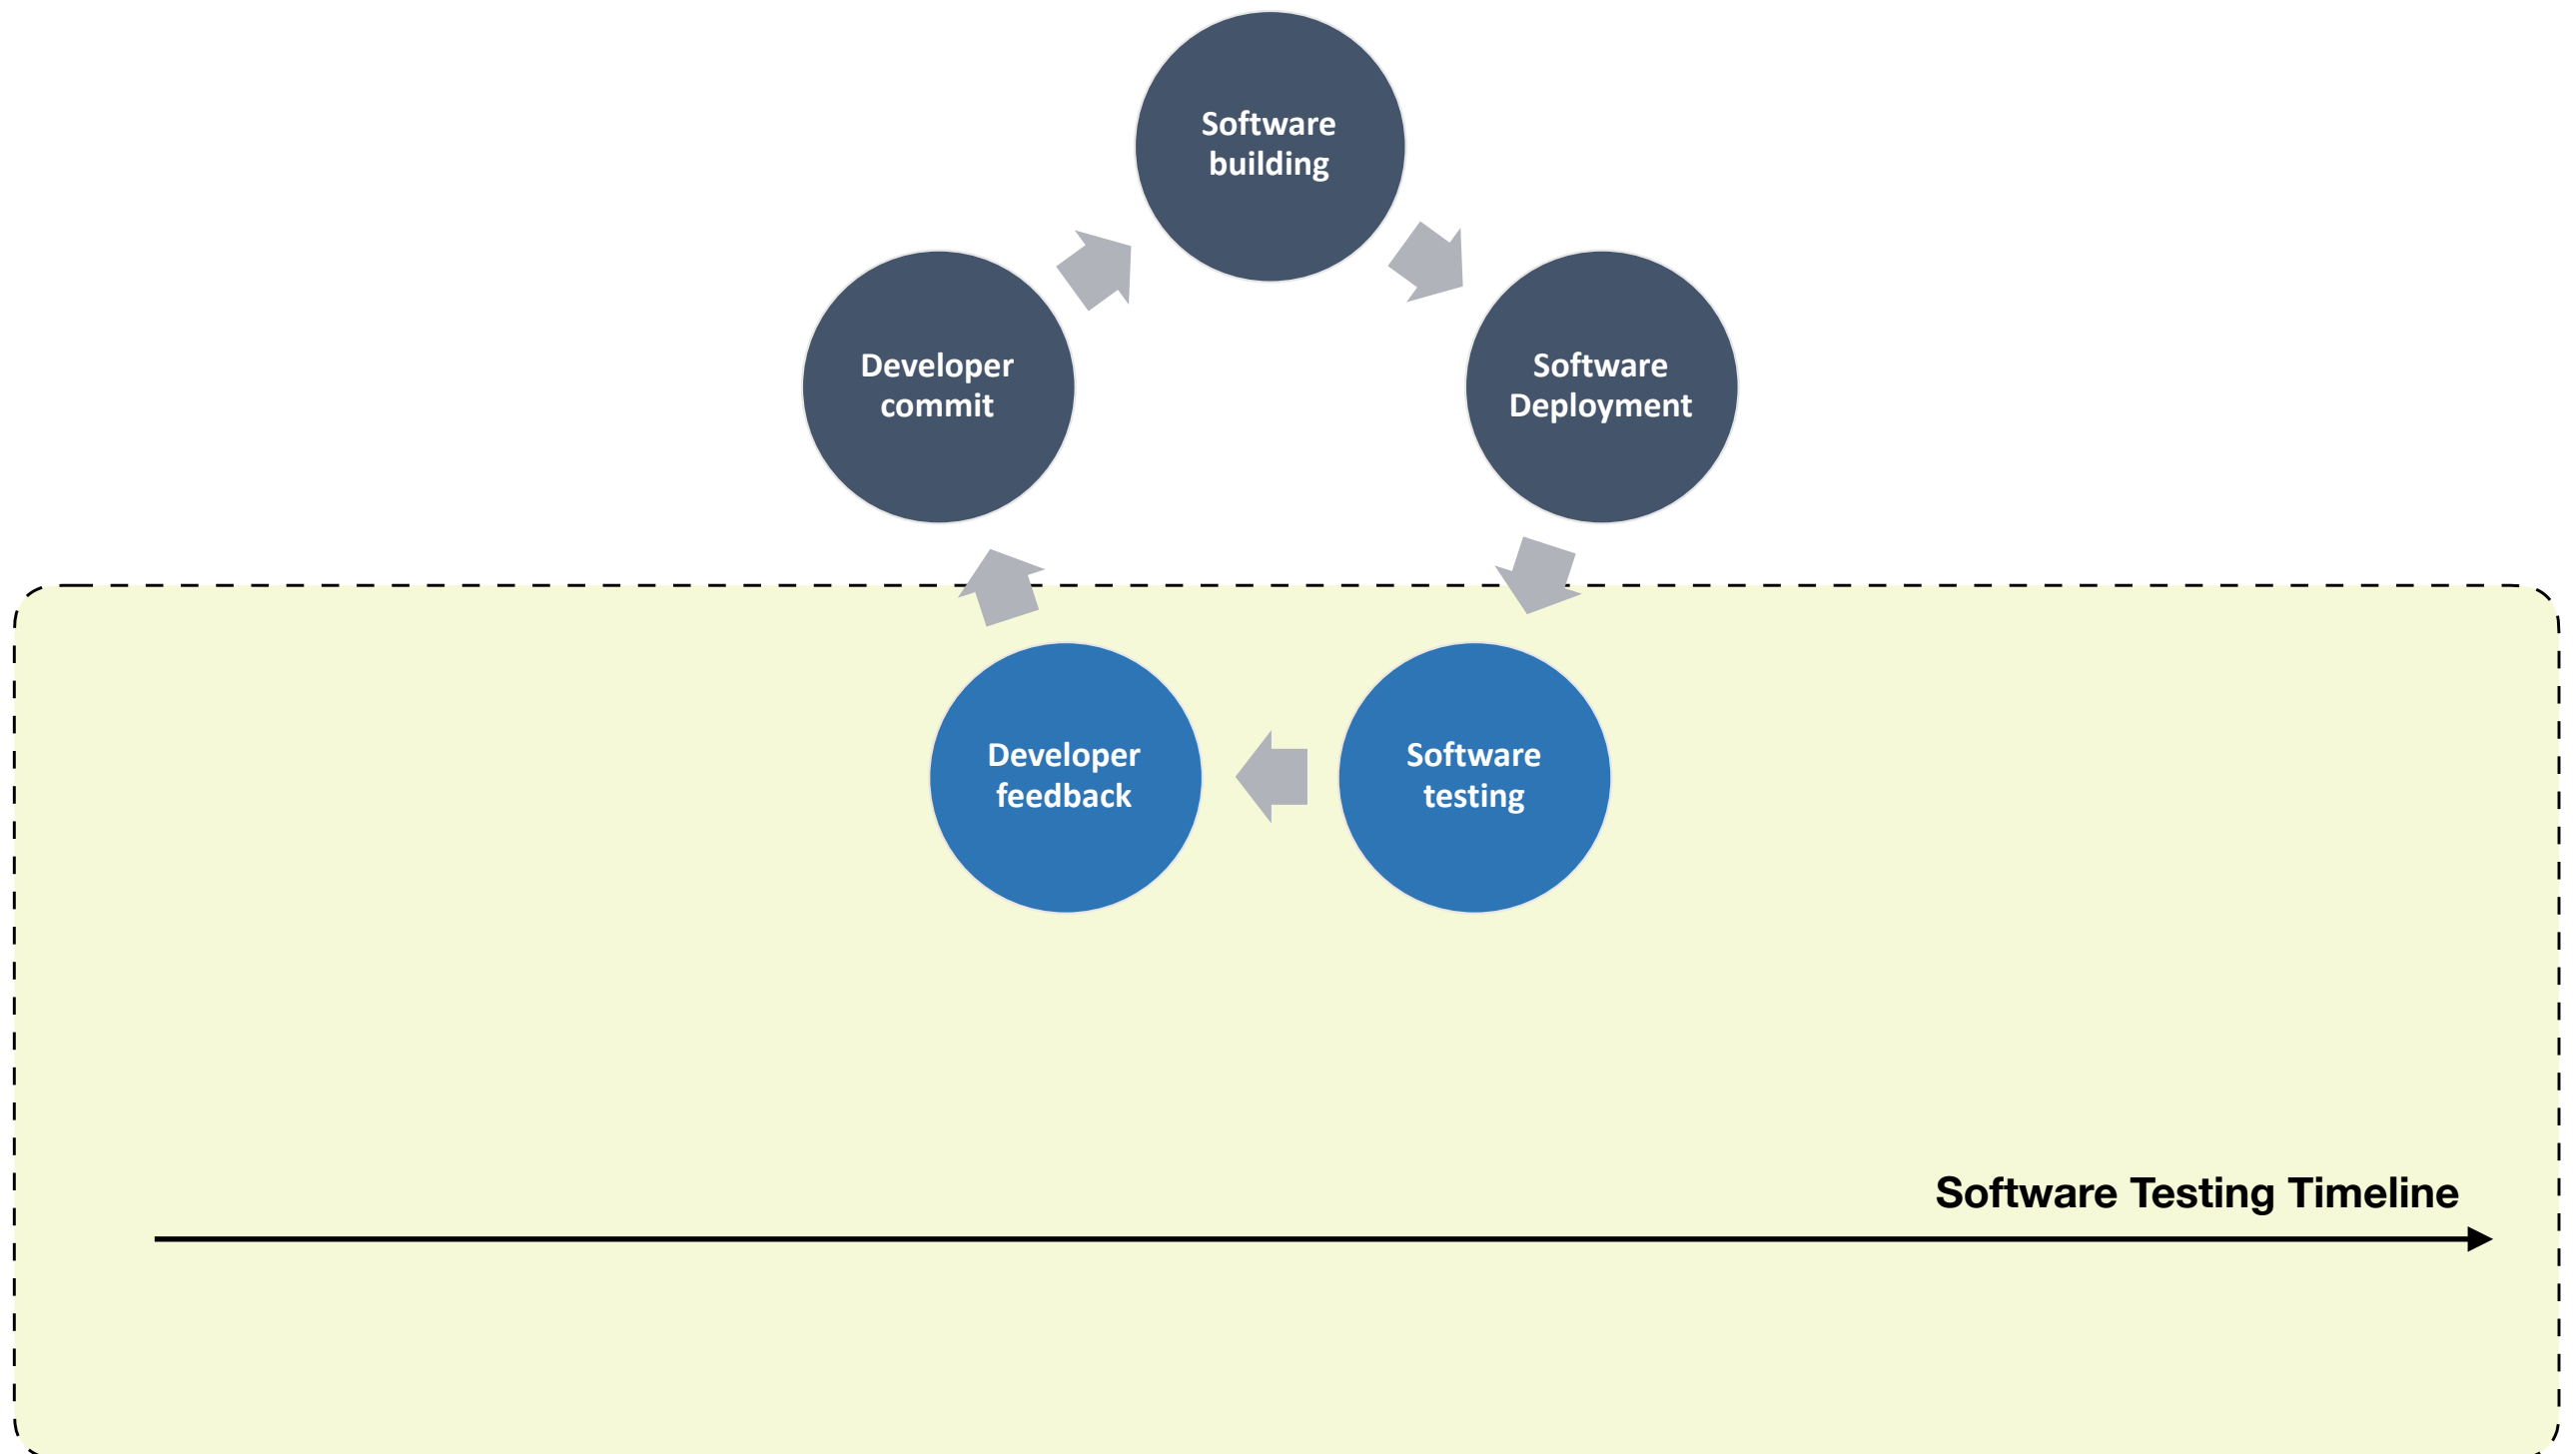 Software
building
Developer
commit
Software
Deployment
Developer
feedback
Software
testing
Software Testing Timeline